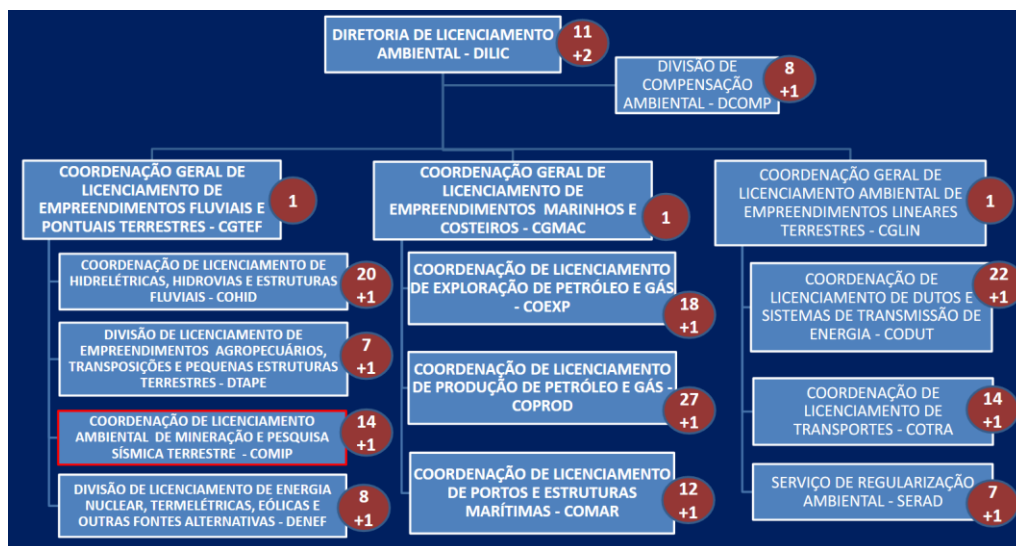 DIRETORIA DE LICENCIAMENTO
AMBIENTAL - DILIC
11
+2
DIVISÃO DE
COMPENSAÇÃO
AMBIENTAL - DCOMP
8
+1
COORDENAÇÃO GERAL DE
LICENCIAMENTO DE
EMPREENDIMENTOS FLUVIAIS E
PONTUAIS TERRESTRES - CGTEF
1
COORDENAÇÃO DE LICENCIAMENTO DE
HIDRELÉTRICAS, HIDROVIAS E ESTRUTURAS
FLUVIAIS - COHID
20
+1
DIVISÃO DE LICENCIAMENTO DE
EMPREENDIMENTOS AGROPECUÁRIOS,
TRANSPOSIÇÕES E PEQUENAS ESTRUTURAS
TERRESTRES - DTAPE
7
+1
COORDENAÇÃO DE LICENCIAMENTO
AMBIENTAL DE MINERAÇÃO E PESQUISA
SÍSMICA TERRESTRE - COMIP
14
+1
DIVISÃO DE LICENCIAMENTO DE ENERGIA
NUCLEAR, TERMELÉTRICAS, EÓLICAS E
OUTRAS FONTES ALTERNATIVAS - DENEF
8
+1
COORDENAÇÃO GERAL DE
LICENCIAMENTO DE
EMPREENDIMENTOS MARINHOS E
COSTEIROS - CGMAC
1
COORDENAÇÃO DE LICENCIAMENTO
DE EXPLORAÇÃO DE PETRÓLEO E GÁS
- COEXP
18
+1
COORDENAÇÃO DE LICENCIAMENTO
DE PRODUÇÃO DE PETRÓLEO E GÁS -
COPROD
27
+1
COORDENAÇÃO DE LICENCIAMENTO
DE PORTOS E ESTRUTURAS
MARÍTIMAS - COMAR
12
+1
COORDENAÇÃO GERAL DE
LICENCIAMENTO AMBIENTAL DE
EMPREENDIMENTOS LINEARES
TERRESTRES - CGLIN
1
COORDENAÇÃO DE
LICENCIAMENTO DE DUTOS E
SISTEMAS DE TRANSMISSÃO DE
ENERGIA - CODUT
22
+1
COORDENAÇÃO DE
LICENCIAMENTO DE
TRANSPORTES - COTRA
14
+1
SERVIÇO DE REGULARIZAÇÃO
AMBIENTAL - SERAD
7
+1